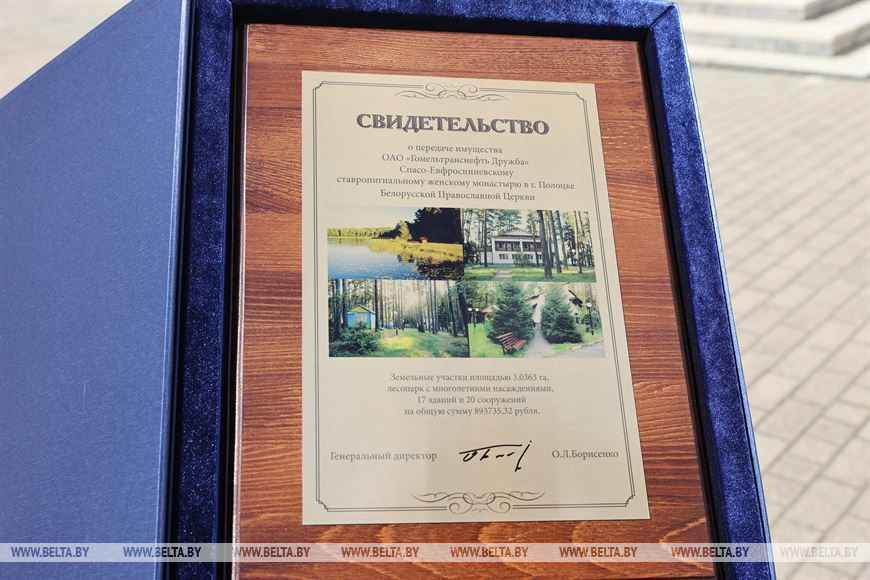 СВИДЕТЕЛЬСТВО
о передаче имущества
ОАО «Гомельтранснефть Дружба»
Спасо-Евфросиниевскому
ставропигиальному женскому монастырю в г. Полоцке
Белорусской Православной Церкви
Земельные участки площадью 3,0363 га,
лесопарк с многолетними насаждениями,
17 зданий и 20 сооружений
на общую сумму 893735,32 рубля.
Генеральный директор О.Л.Борисенко
WWW.BELTA.BY WWW.BELTA.BY WWW.BELTA.BY WWW.BELTA.BY WWW.BELTA.BY WWW.BELTA.BY WWW.BELTA.BY WWW.BELTA.BY